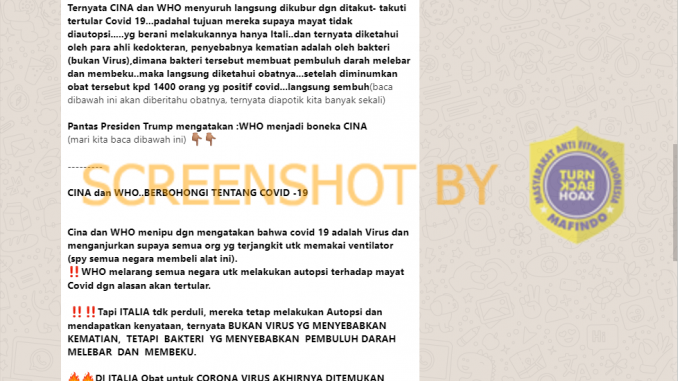 Ternyata CINA dan WHO menyuruh langsung dikubur dgn ditakut- takuti
tertular Covid 19...padahal tujuan mereka supaya mayat tidak
diautopsi.....yg berani melakukannya hanya Itali..dan ternyata diketahui
oleh para ahli kedokteran, penyebabnya kematian adalah oleh bakteri
(bukan Virus),dimana bakteri tersebut membuat pembuluh darah melebar
dan membeku..maka langsung diketahui obatnya...setelah diminumkan
obat tersebut kpd 1400 orang yg positif covid...langsung sembuh(baca
dibawah ini akan diberitahu obatnya, ternyata diapotik kita banyak sekali)
Pantas Presiden Trump mengatakan :WHO menjadi boneka CINA
(mari kita baca dibawah ini) 👇🏽👇🏽
---------
SCREENSHOT BY
MASYARAKAT ANTI FITNAH INDONESIA
TURN
BACK
HOAX
MAFINDO
CINA dan WHO..BERBOHONGI TENTANG COVID -19
Cina dan WHO menipu dgn mengatakan bahwa covid 19 adalah Virus dan
menganjurkan supaya semua org yg terjangkit utk memakai ventilator
(spy semua negara membeli alat ini).
‼️WHO melarang semua negara utk melakukan autopsi terhadap mayat
Covid dgn alasan akan tertular.
‼️‼️Tapi ITALIA tdk perduli, mereka tetap melakukan Autopsi dan
mendapatkan kenyataan, ternyata BUKAN VIRUS YG MENYEBABKAN
KEMATIAN, TETAPI BAKTERI YG MENYEBABKAN PEMBULUH DARAH
MELEBAR DAN MEMBEKU.
🔥🔥DI ITALIA Obat untuk CORONA VIRUS AKHIRNYA DITEMUKAN